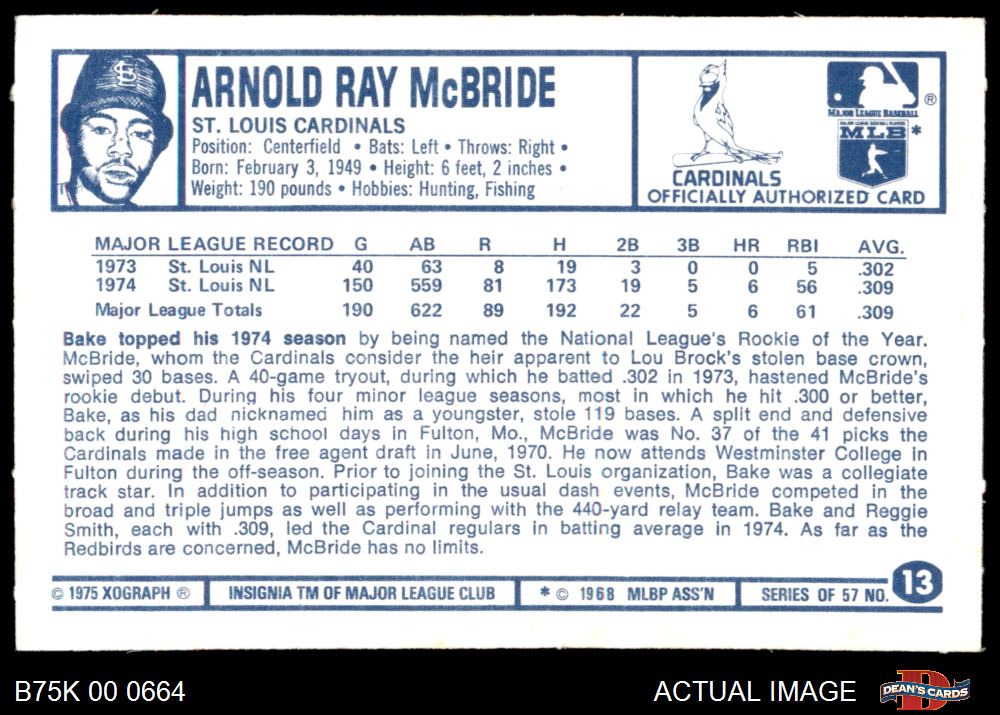 ARNOLD RAY McBRIDE
ST. LOUIS CARDINALS
Position: Centerfield • Bats: Left • Throws: Right •
Born: February 3, 1949 • Height: 6 feet, 2 inches •
Weight: 190 pounds • Hobbies: Hunting, Fishing
CARDINALS
OFFICIALLY AUTHORIZED CARD
MAJOR LEAGUE BASEBALL ®
MAJOR LEAGUE BASEBALL PLAYERS
MLB *
MAJOR LEAGUE RECORD G AB R H 2B 3B HR RBI AVG.
1973 St. Louis NL 40 63 8 19 3 0 0 5 .302
1974 St. Louis NL 150 559 81 173 19 5 6 56 .309
Major League Totals 190 622 89 192 22 5 6 61 .309
Bake topped his 1974 season by being named the National League's Rookie of the Year.
McBride, whom the Cardinals consider the heir apparent to Lou Brock's stolen base crown,
swiped 30 bases. A 40-game tryout, during which he batted .302 in 1973, hastened McBride's
rookie debut. During his four minor league seasons, most in which he hit .300 or better,
Bake, as his dad nicknamed him as a youngster, stole 119 bases. A split end and defensive
back during his high school days in Fulton, Mo., McBride was No. 37 of the 41 picks the
Cardinals made in the free agent draft in June, 1970. He now attends Westminster College in
Fulton during the off-season. Prior to joining the St. Louis organization, Bake was a collegiate
track star. In addition to participating in the usual dash events, McBride competed in the
broad and triple jumps as well as performing with the 440-yard relay team. Bake and Reggie
Smith, each with .309, led the Cardinal regulars in batting average in 1974. As far as the
Redbirds are concerned, McBride has no limits.
© 1975 XOGRAPH ® INSIGNIA TM OF MAJOR LEAGUE CLUB * © 1968 MLBP ASS'N SERIES OF 57 NO. 13
B75K 00 0664
ACTUAL IMAGE
D
DEAN'S CARDS